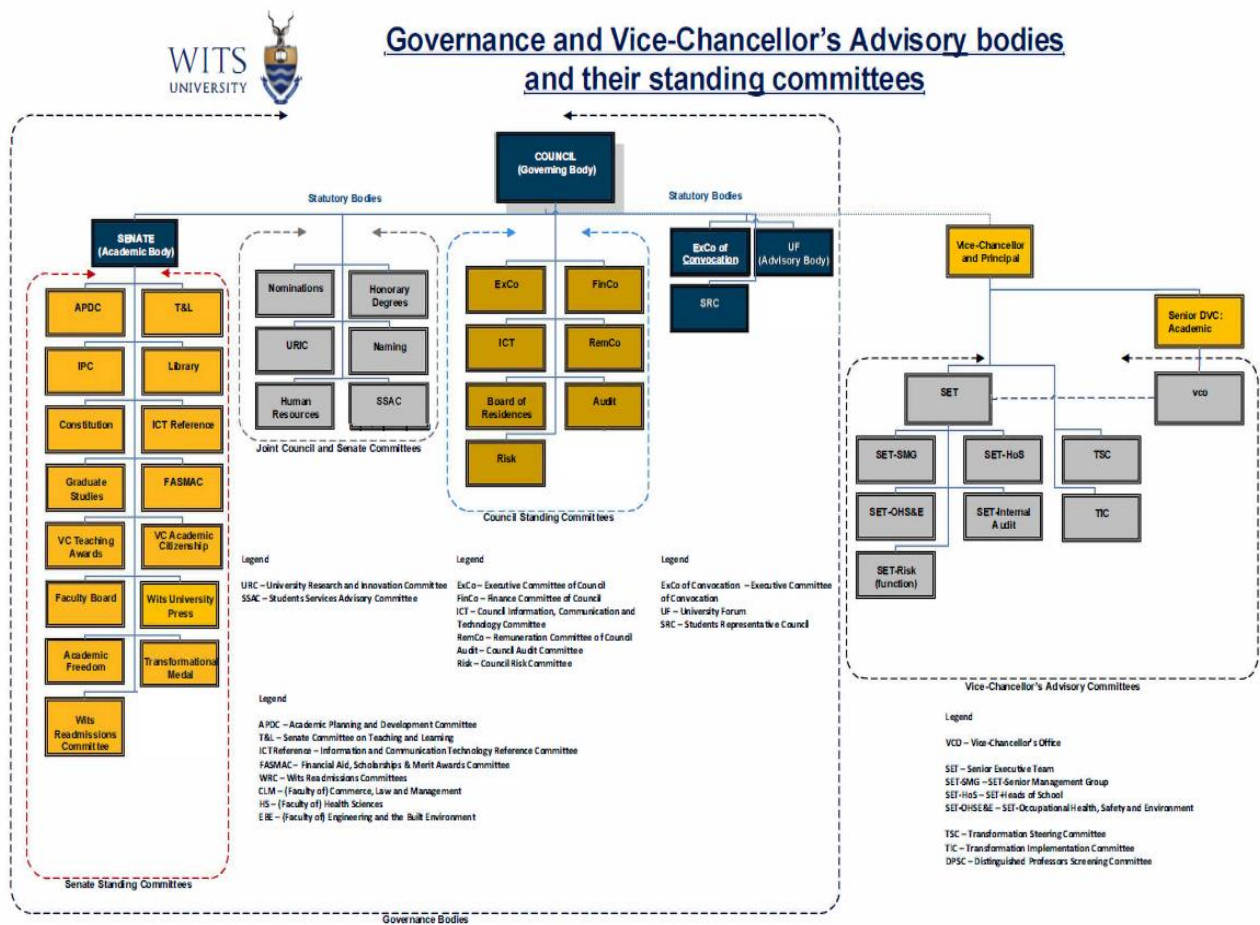 WITS
UNIVERSITY
Governance and Vice-Chancellor's Advisory bodies
and their standing committees
COUNCIL
(Governing Body)
Statutory Bodies
Statutory Bodies
SENATE
(Academic Body)
ExCo of
Convocation
UF
(Advisory Body)
SRC
Vice-Chancellor
and Principal
Senior DVC:
Academic
APDC
T&L
IPC
Library
Constitution
ICT Reference
Graduate
Studies
FASMAC
VC Teaching
Awards
VC Academic
Citizenship
Faculty Board
Wits University
Press
Academic
Freedom
Transformational
Medal
Wits
Readmissions
Committee
Senate Standing Committees
Nominations
Honorary
Degrees
URIC
Naming
Human
Resources
SSAC
Joint Council and Senate Committees
ExCo
FinCo
ICT
RemCo
Board of
Residences
Audit
Risk
Council Standing Committees
SET
vco
SET-SMG
SET-HoS
TSC
SET-OHS&E
SET-Internal
Audit
TIC
SET-Risk
(function)
Vice-Chancellor's Advisory Committees
Legend
URC – University Research and Innovation Committee
SSAC – Students Services Advisory Committee
Legend
ExCo – Executive Committee of Council
FinCo – Finance Committee of Council
ICT – Council Information, Communication and
Technology Committee
RemCo – Remuneration Committee of Council
Audit – Council Audit Committee
Risk – Council Risk Committee
Legend
ExCo of Convocation – Executive Committee
of Convocation
UF – University Forum
SRC – Students Representative Council
Legend
APDC – Academic Planning and Development Committee
T&L – Senate Committee on Teaching and Learning
ICTReference – Information and Communication Technology Reference Committee
FASMAC – Financial Aid, Scholarships & Merit Awards Committee
WRC – Wits Readmissions Committees
CLM – (Faculty of) Commerce, Law and Management
HS – (Faculty of) Health Sciences
EBE – (Faculty of) Engineering and the Built Environment
Legend
VCO – Vice-Chancellor's Office
SET – Senior Executive Team
SET-SMG – SET-Senior Management Group
SET-HoS – SET-Heads of School
SET-OHSE&E – SET-Occupational Health, Safety and Environment
TSC – Transformation Steering Committee
TIC – Transformation Implementation Committee
DPSC – Distinguished Professors Screening Committee
Governance Bodies